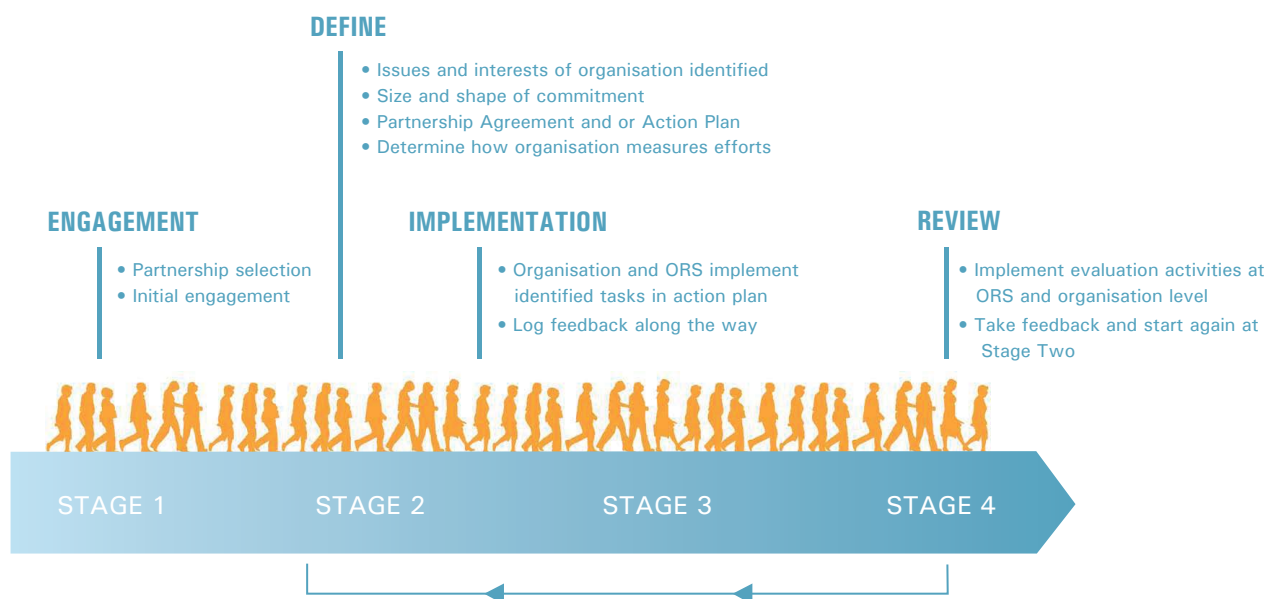 DEFINE
• Issues and interests of organisation identified
• Size and shape of commitment
• Partnership Agreement and or Action Plan
• Determine how organisation measures efforts
ENGAGEMENT
• Partnership selection
• Initial engagement
IMPLEMENTATION
• Organisation and ORS implement
identified tasks in action plan
• Log feedback along the way
REVIEW
• Implement evaluation activities at
ORS and organisation level
• Take feedback and start again at
Stage Two
STAGE 1
STAGE 2
STAGE 3
STAGE 4